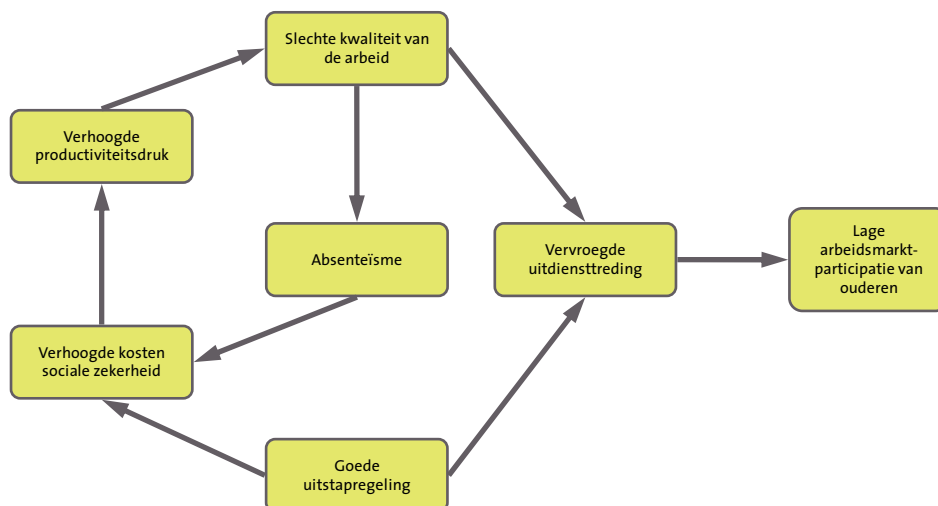 Slechte kwaliteit van
de arbeid
Verhoogde
productiviteitsdruk
Absenteïsme
Vervroegde
uitdiensttreding
Lage
arbeidsmarkt-
participatie van
ouderen
Verhoogde kosten
sociale zekerheid
Goede
uitstapregeling